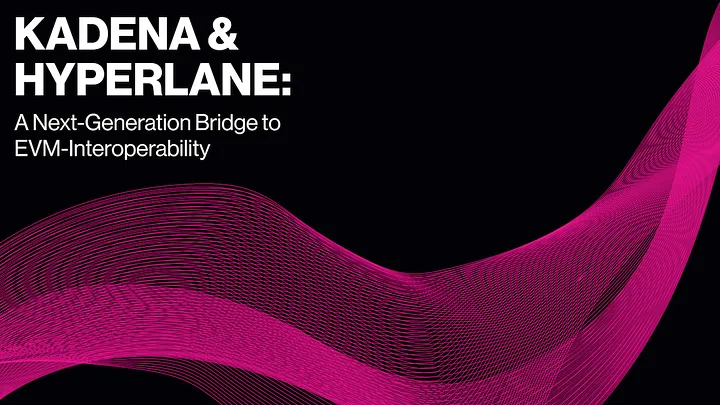 KADENA &
HYPERLANE:
A Next-Generation Bridge to
EVM-Interoperability